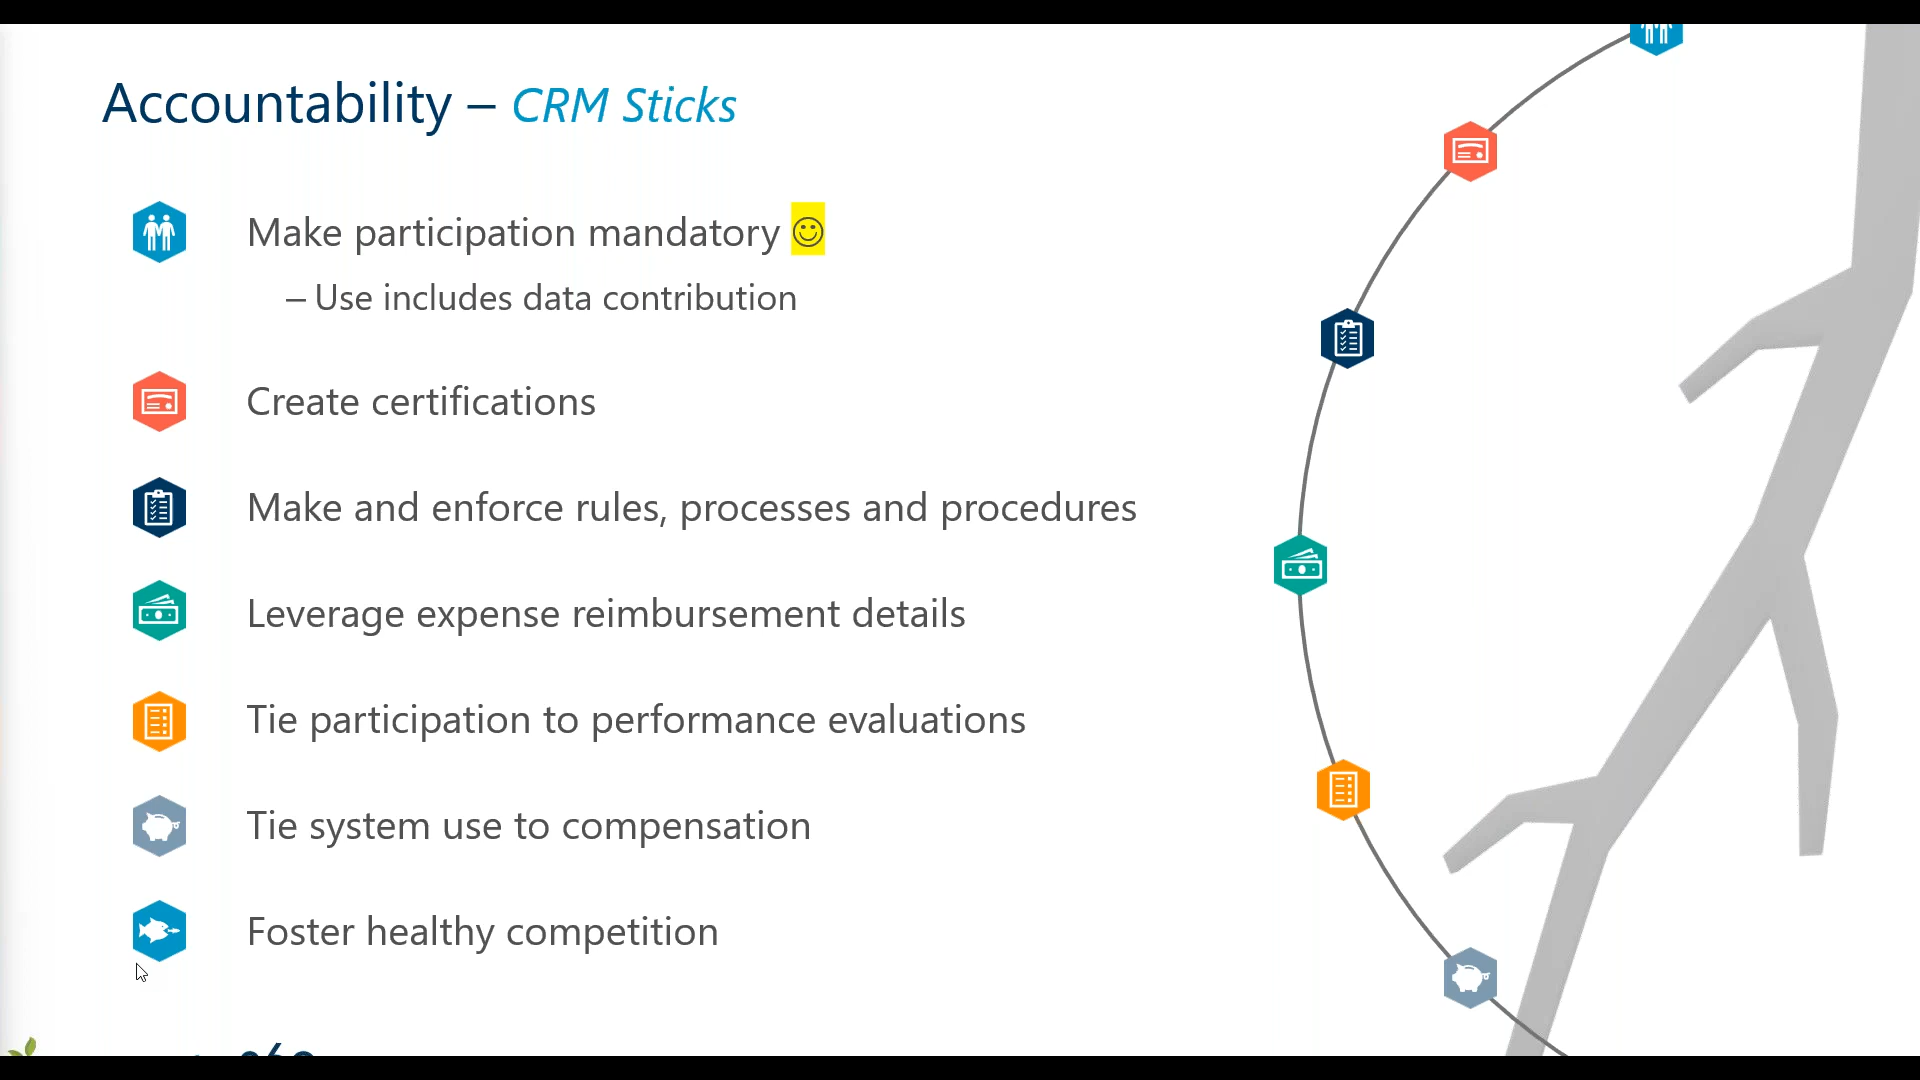 Accountability – CRM Sticks
Make participation mandatory ☺
– Use includes data contribution
Create certifications
Make and enforce rules, processes and procedures
Leverage expense reimbursement details
Tie participation to performance evaluations
Tie system use to compensation
Foster healthy competition